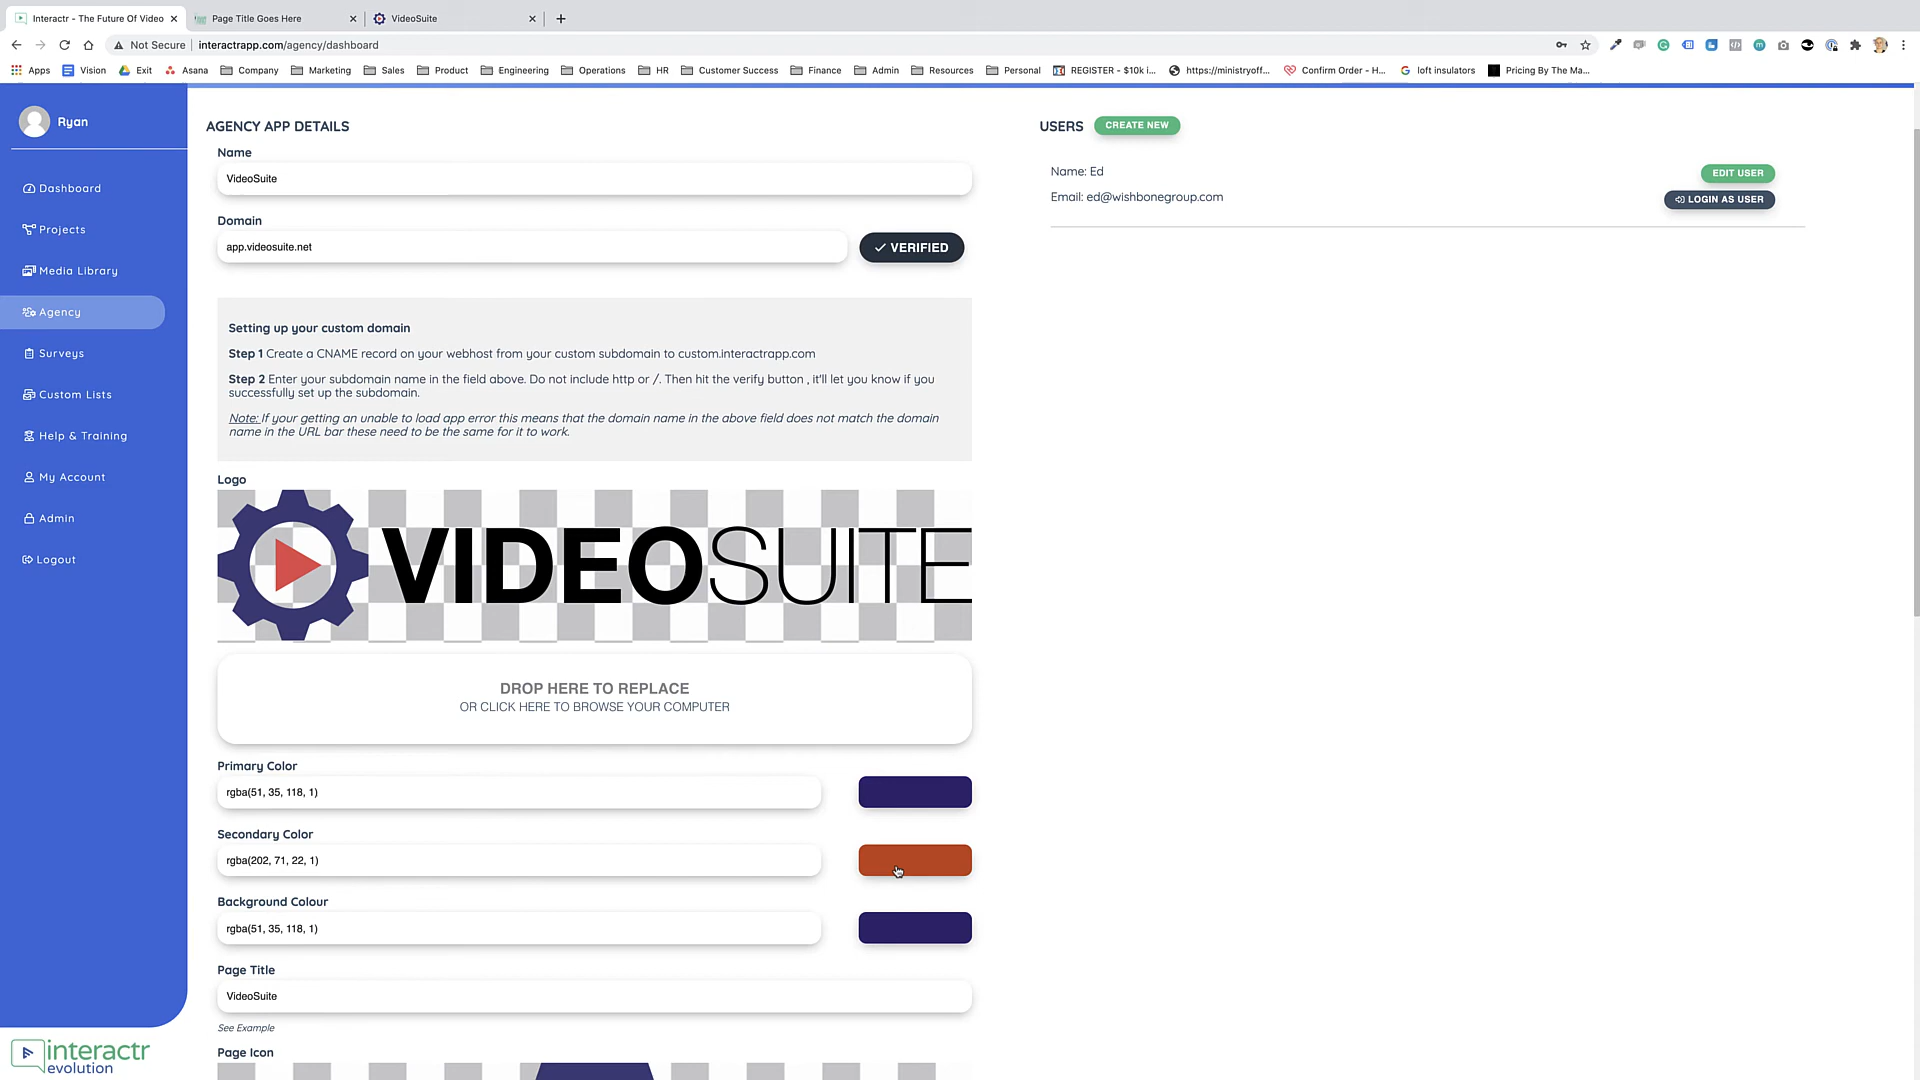 Interactr - The Future Of Video
Page Title Goes Here
VideoSuite
Not Secure
interactrapp.com/agency/dashboard
Apps
Vision
Exit
Asana
Company
Marketing
Sales
Product
Engineering
Operations
HR
Customer Success
Finance
Admin
Resources
Personal
REGISTER - $10k i...
https://ministryoff...
Confirm Order - H...
loft insulators
Pricing By The Ma...
Ryan
Dashboard
Projects
Media Library
Agency
Surveys
Custom Lists
Help & Training
My Account
Admin
Logout
interactr
evolution
AGENCY APP DETAILS
Name
VideoSuite
Domain
app.videosuite.net
VERIFIED
Setting up your custom domain
Step 1 Create a CNAME record on your webhost from your custom subdomain to custom.interactrapp.com
Step 2 Enter your subdomain name in the field above. Do not include http or /. Then hit the verify button , it'll let you know if you
successfully set up the subdomain.
Note: If your getting an unable to load app error this means that the domain name in the above field does not match the domain
name in the URL bar these need to be the same for it to work.
Logo
VIDEOSUITE
DROP HERE TO REPLACE
OR CLICK HERE TO BROWSE YOUR COMPUTER
Primary Color
rgba(51, 35, 118, 1)
Secondary Color
rgba(202, 71, 22, 1)
Background Colour
rgba(51, 35, 118, 1)
Page Title
VideoSuite
See Example
Page Icon
USERS
CREATE NEW
Name: Ed
EDIT USER
Email: ed@wishbonegroup.com
LOGIN AS USER